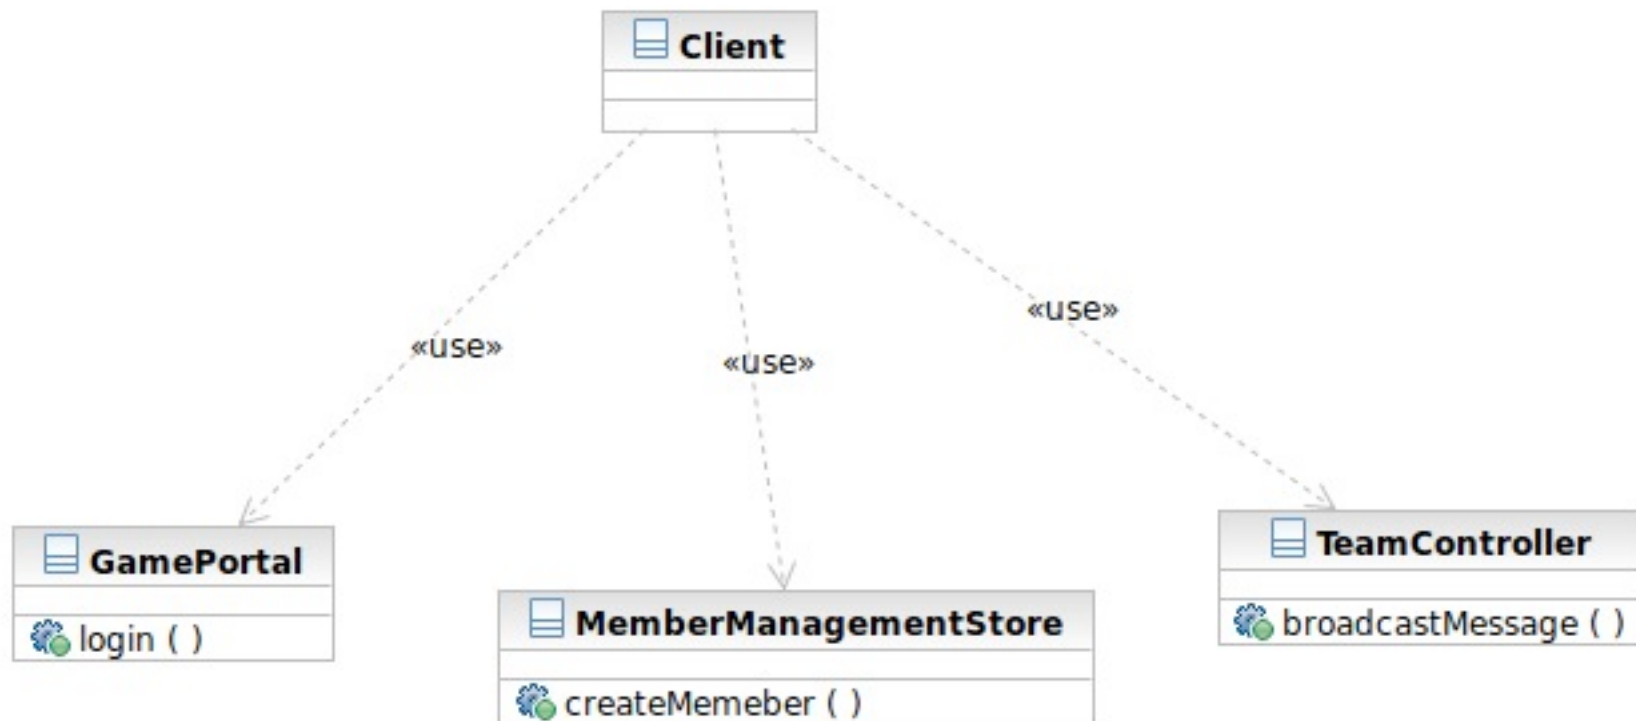 Client
«use»
«use»
«use»
GamePortal
login ( )
MemberManagementStore
createMemeber ( )
TeamController
broadcastMessage ( )